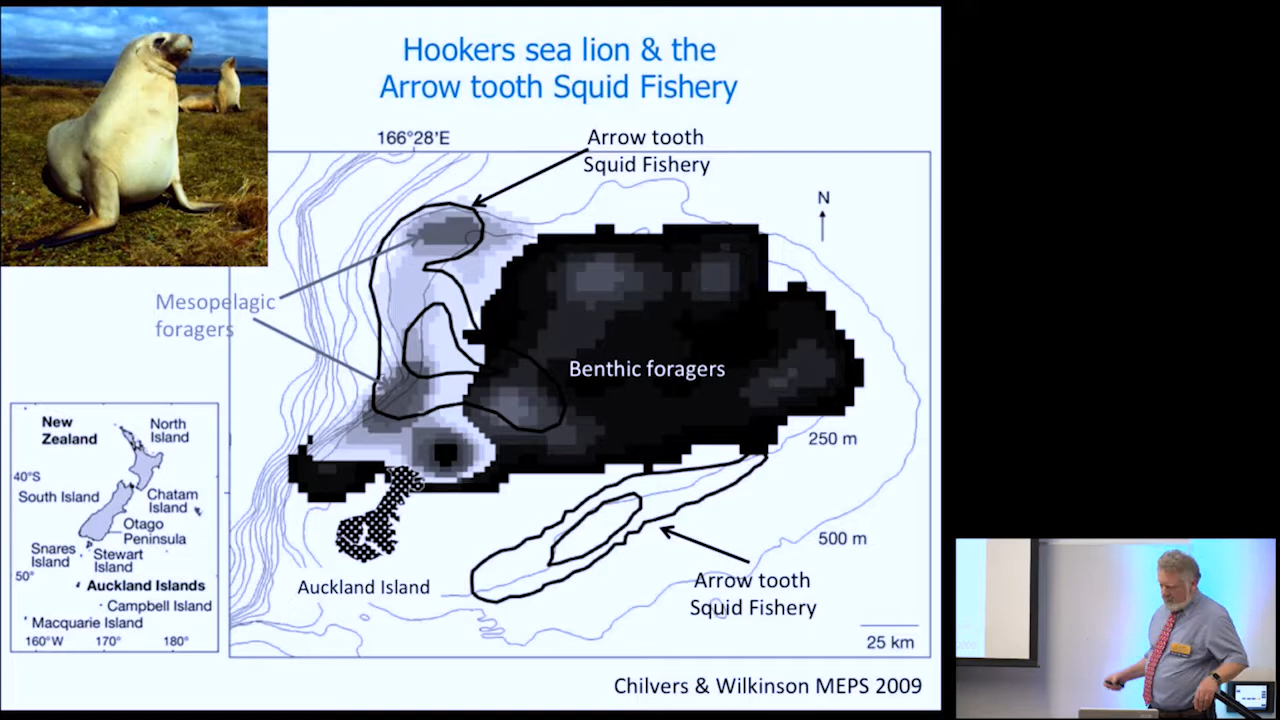 Hookers sea lion & the
Arrow tooth Squid Fishery
166°28'E
Arrow tooth
Squid Fishery
N
Mesopelagic
foragers
Benthic foragers
250 m
500 m
Auckland Island
Arrow tooth
Squid Fishery
25 km
New
Zealand
North
Island
40°S
South Island
Chatam
Island
Otago
Peninsula
Snares
Island
Stewart
Island
50°
Auckland Islands
Campbell Island
Macquarie Island
160°W
170°
180°
Chilvers & Wilkinson MEPS 2009